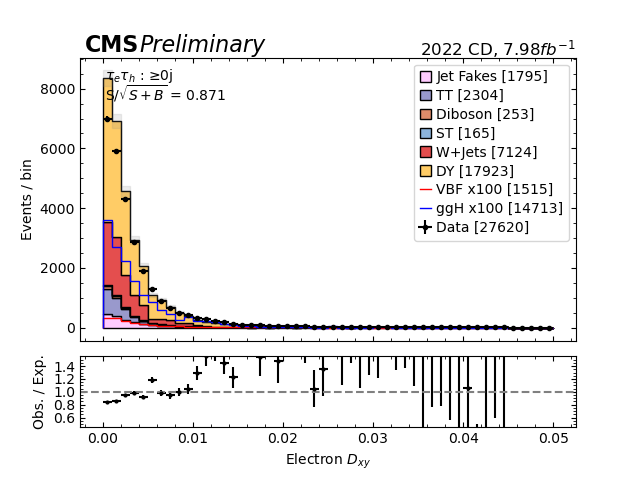 CMS Preliminary
2022 CD, 7.98fb⁻¹
τₑτₕ : ≥0j
S/√S + B = 0.871
Jet Fakes [1795]
TT [2304]
Diboson [253]
ST [165]
W+Jets [7124]
DY [17923]
VBF x100 [1515]
ggH x100 [14713]
Data [27620]
Events / bin
8000
6000
4000
2000
0
Obs. / Exp.
1.4
1.2
1.0
0.8
0.6
0.00 0.01 0.02 0.03 0.04 0.05
Electron Dxy